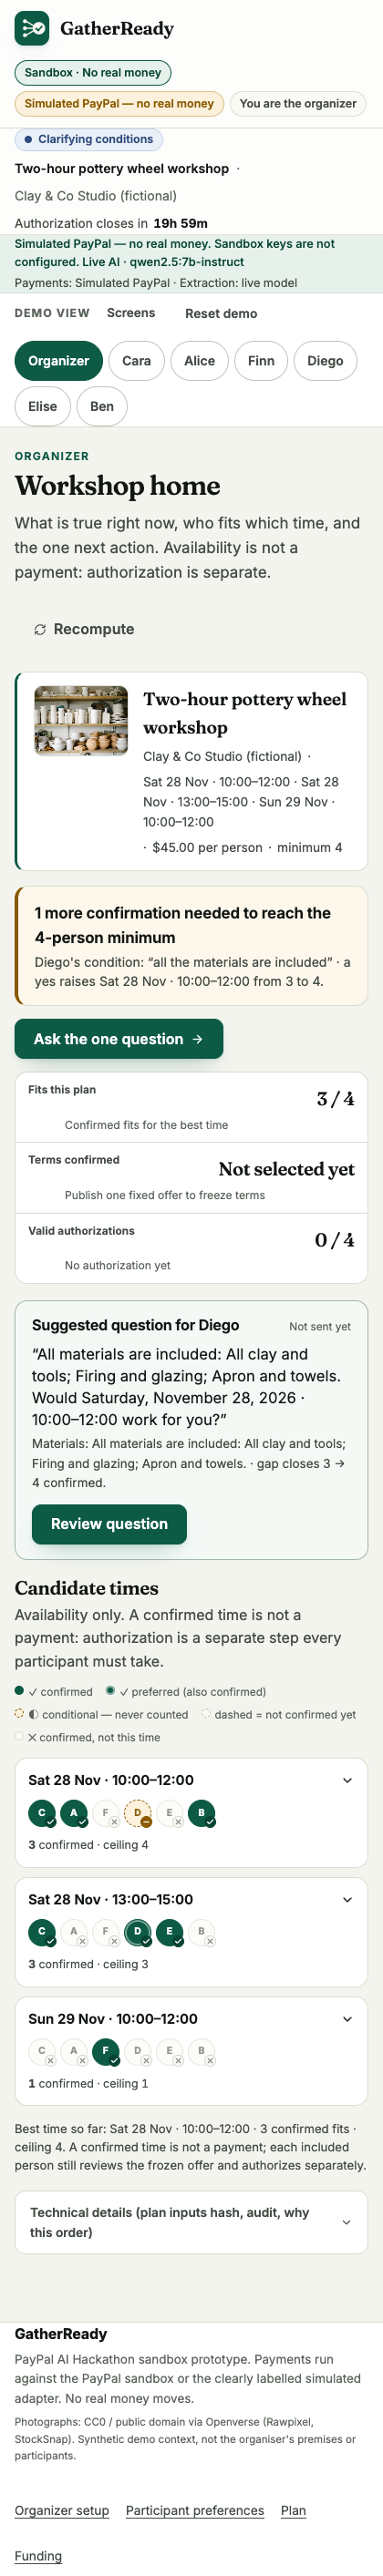 GatherReady
Sandbox · No real money
Simulated PayPal — no real money
You are the organizer
Clarifying conditions
Two-hour pottery wheel workshop ·
Clay & Co Studio (fictional)
Authorization closes in 19h 59m
Simulated PayPal — no real money. Sandbox keys are not
configured. Live AI · qwen2.5:7b-instruct
Payments: Simulated PayPal · Extraction: live model
DEMO VIEW Screens Reset demo
Organizer Cara Alice Finn Diego
Elise Ben
ORGANIZER
Workshop home
What is true right now, who fits which time, and
the one next action. Availability is not a
payment: authorization is separate.
Recompute
Two-hour pottery wheel
workshop
Clay & Co Studio (fictional) ·
Sat 28 Nov · 10:00–12:00 · Sat 28
Nov · 13:00–15:00 · Sun 29 Nov ·
10:00–12:00
· $45.00 per person · minimum 4
1 more confirmation needed to reach the
4-person minimum
Diego's condition: “all the materials are included” · a
yes raises Sat 28 Nov · 10:00–12:00 from 3 to 4.
Ask the one question →
Fits this plan
3 / 4
Confirmed fits for the best time
Terms confirmed
Not selected yet
Publish one fixed offer to freeze terms
Valid authorizations
0 / 4
No authorization yet
Suggested question for Diego Not sent yet
“All materials are included: All clay and
tools; Firing and glazing; Apron and towels.
Would Saturday, November 28, 2026 ·
10:00–12:00 work for you?”
Materials: All materials are included: All clay and tools;
Firing and glazing; Apron and towels. · gap closes 3 →
4 confirmed.
Review question
Candidate times
Availability only. A confirmed time is not a
payment: authorization is a separate step every
participant must take.
✓ confirmed ✓ preferred (also confirmed)
◐ conditional — never counted dashed = not confirmed yet
✕ confirmed, not this time
Sat 28 Nov · 10:00–12:00
C A F D E B
3 confirmed · ceiling 4
Sat 28 Nov · 13:00–15:00
C A F D E B
3 confirmed · ceiling 3
Sun 29 Nov · 10:00–12:00
C A F D E B
1 confirmed · ceiling 1
Best time so far: Sat 28 Nov · 10:00–12:00 · 3 confirmed fits ·
ceiling 4. A confirmed time is not a payment; each included
person still reviews the frozen offer and authorizes separately.
Technical details (plan inputs hash, audit, why
this order)
GatherReady
PayPal AI Hackathon sandbox prototype. Payments run
against the PayPal sandbox or the clearly labelled simulated
adapter. No real money moves.
Photographs: CC0 / public domain via Openverse (Rawpixel,
StockSnap). Synthetic demo context, not the organiser's premises or
participants.
Organizer setup Participant preferences Plan
Funding